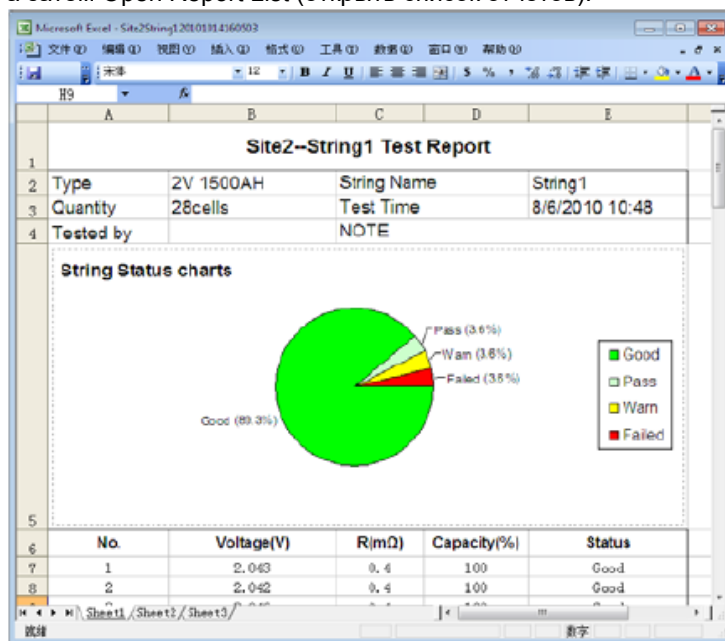 а затем Open Report List (Открыть список отчетов).
Microsoft Excel - Site2String120101014160503
文件(F) 编辑(E) 视图(V) 插入(I) 格式(O) 工具(T) 数据(D) 窗口(W) 帮助(H)
宋体 12 B I U $ % ,
H9 fx
A B C D E
1 Site2--String1 Test Report
2 Type 2V 1500AH String Name String1
3 Quantity 28cells Test Time 8/6/2010 10:48
4 Tested by NOTE
String Status charts
Pass (3.6%)
Warn (3.6%)
Failed (3.6%)
Good (89.3%)
Good
Pass
Warn
Failed
5
6 No. Voltage(V) R(mΩ) Capacity(%) Status
7 1 2.043 0.4 100 Good
8 2 2.042 0.4 100 Good
Sheet1 Sheet2 Sheet3
就绪 数字